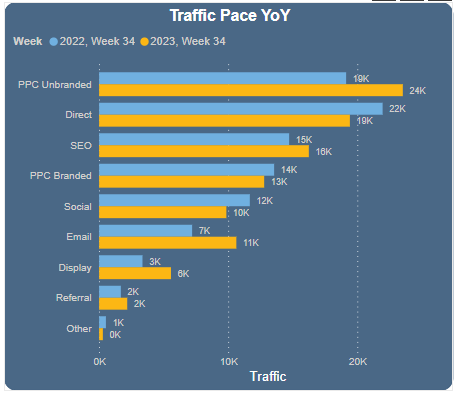 Traffic Pace YoY
Week 2022, Week 34 2023, Week 34
PPC Unbranded 19K
24K
Direct 22K
19K
SEO 15K
16K
PPC Branded 14K
13K
Social 12K
10K
Email 7K
11K
Display 3K
6K
Referral 2K
2K
Other 1K
0K
0K 10K 20K
Traffic